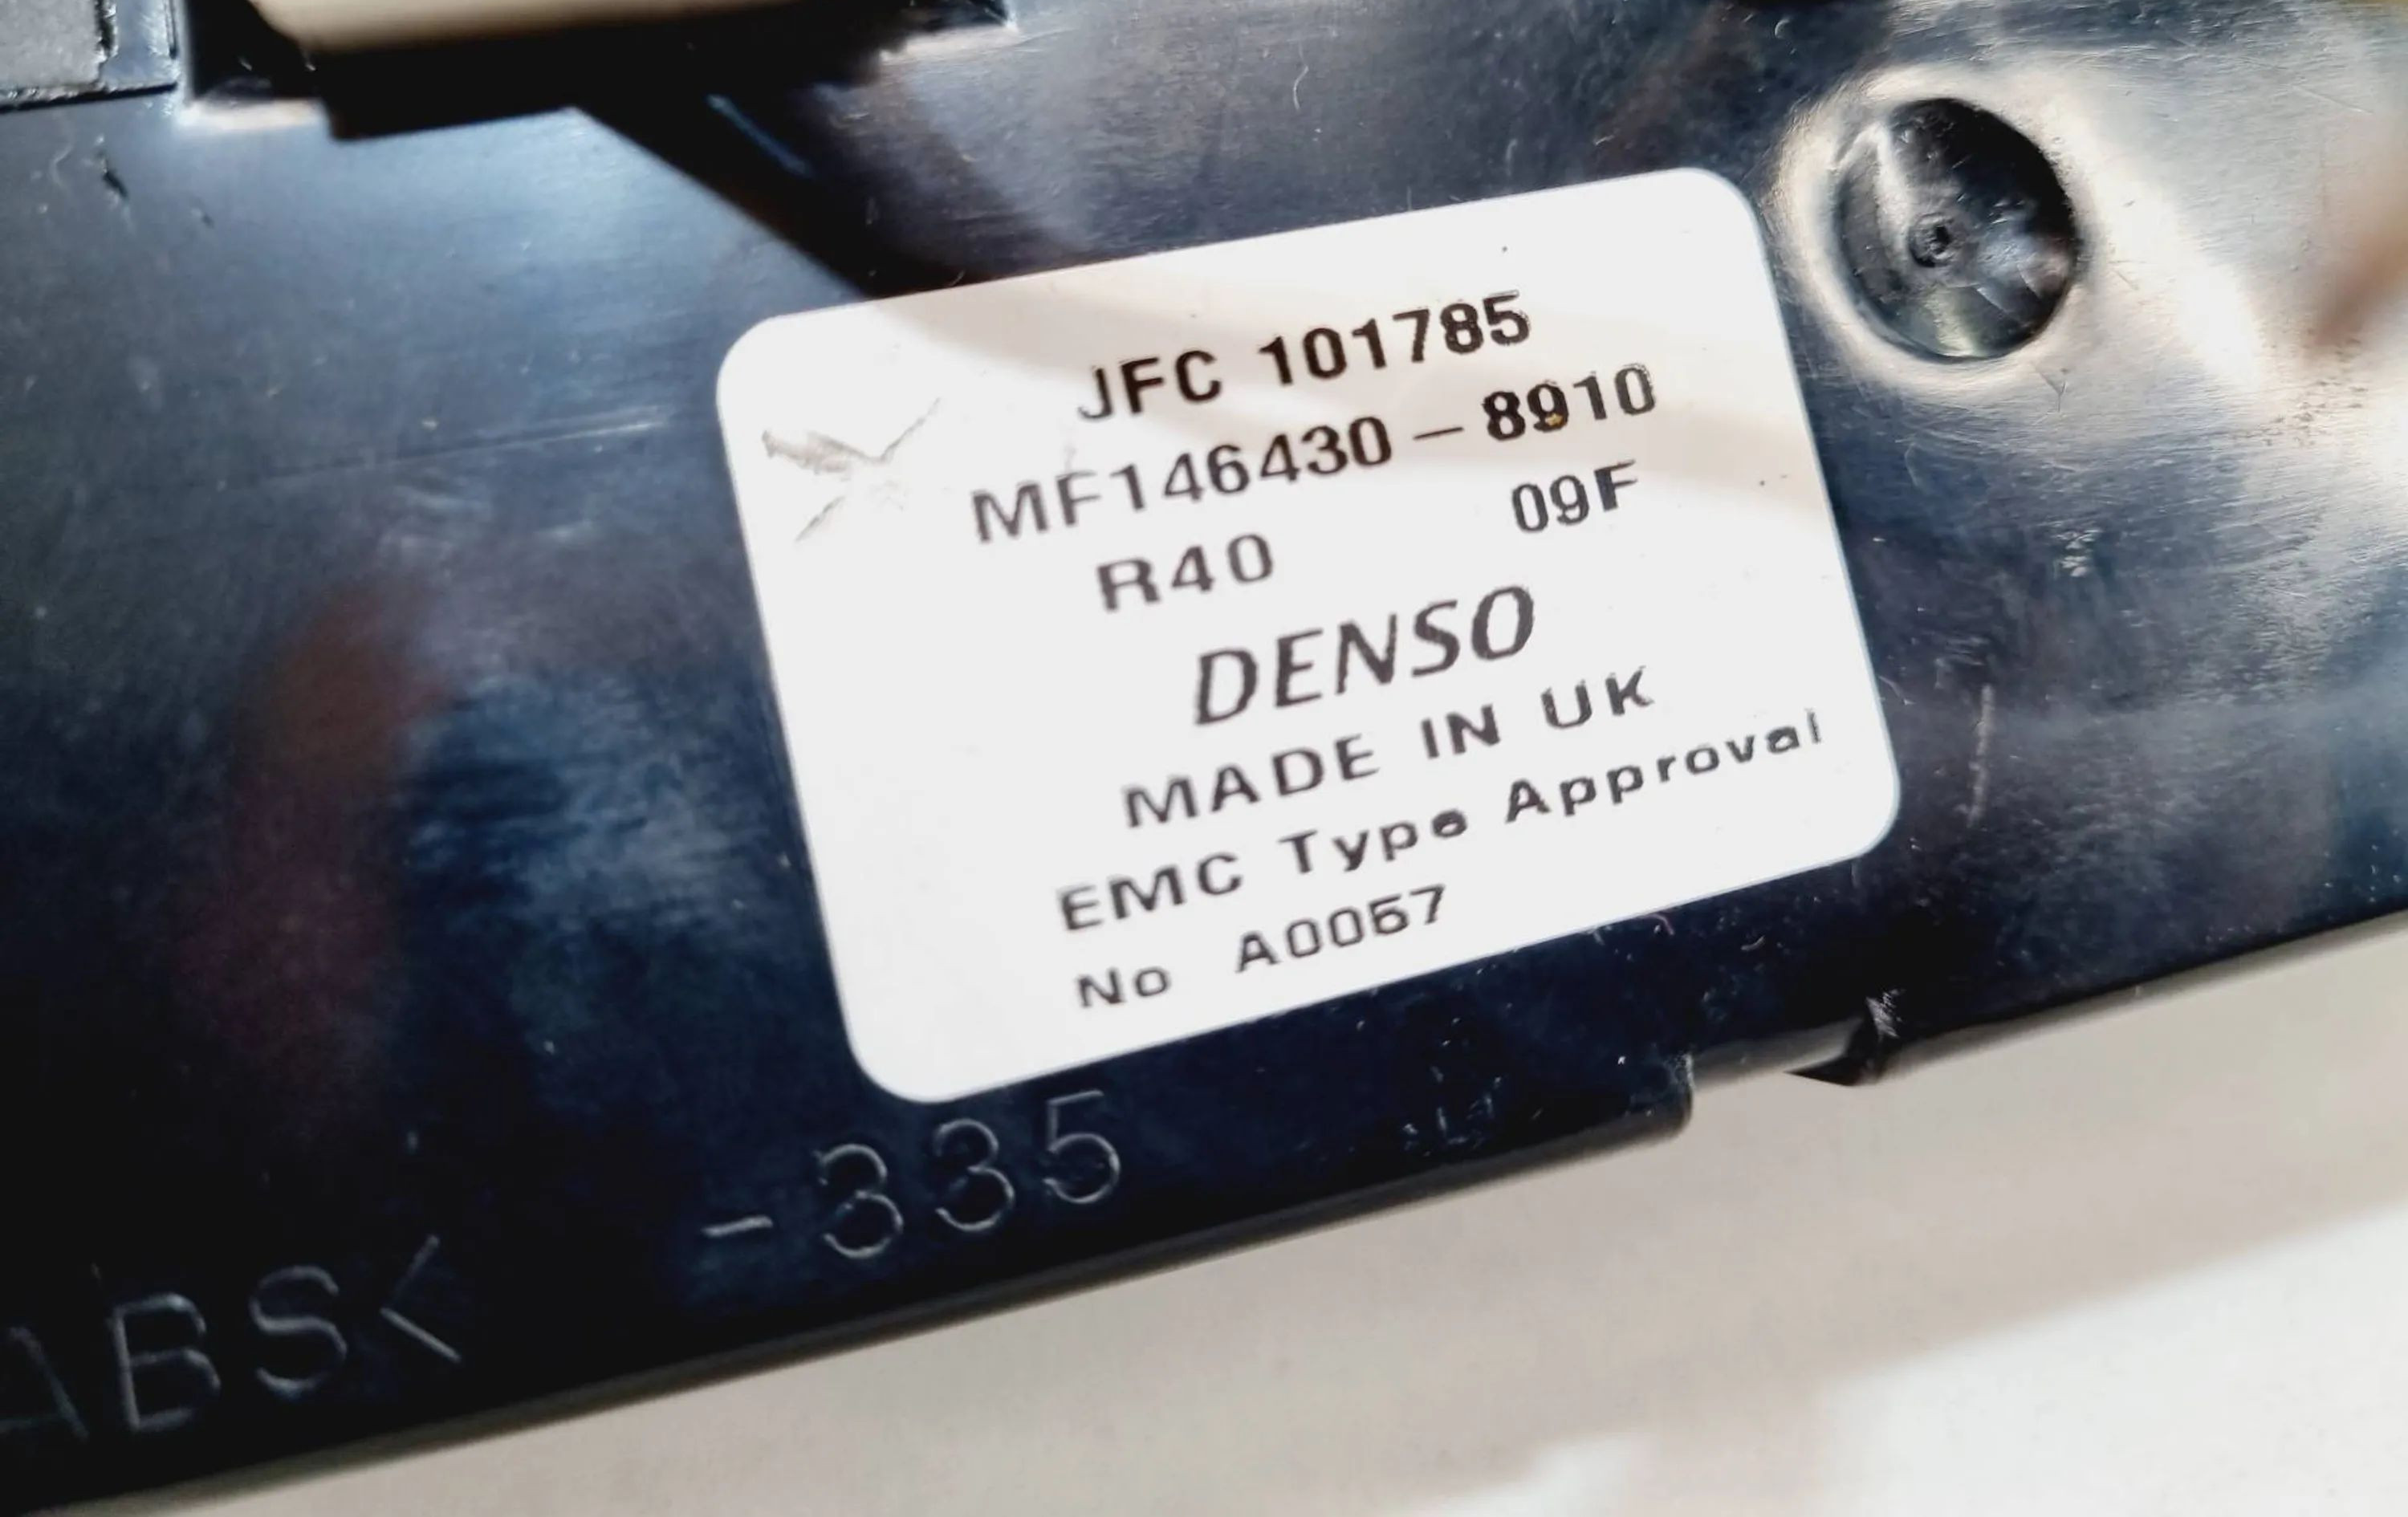 JFC 101785
MF146430-8910
R40 09F
DENSO
MADE IN UK
EMC Type Approval
No A0057
-335
ABS<